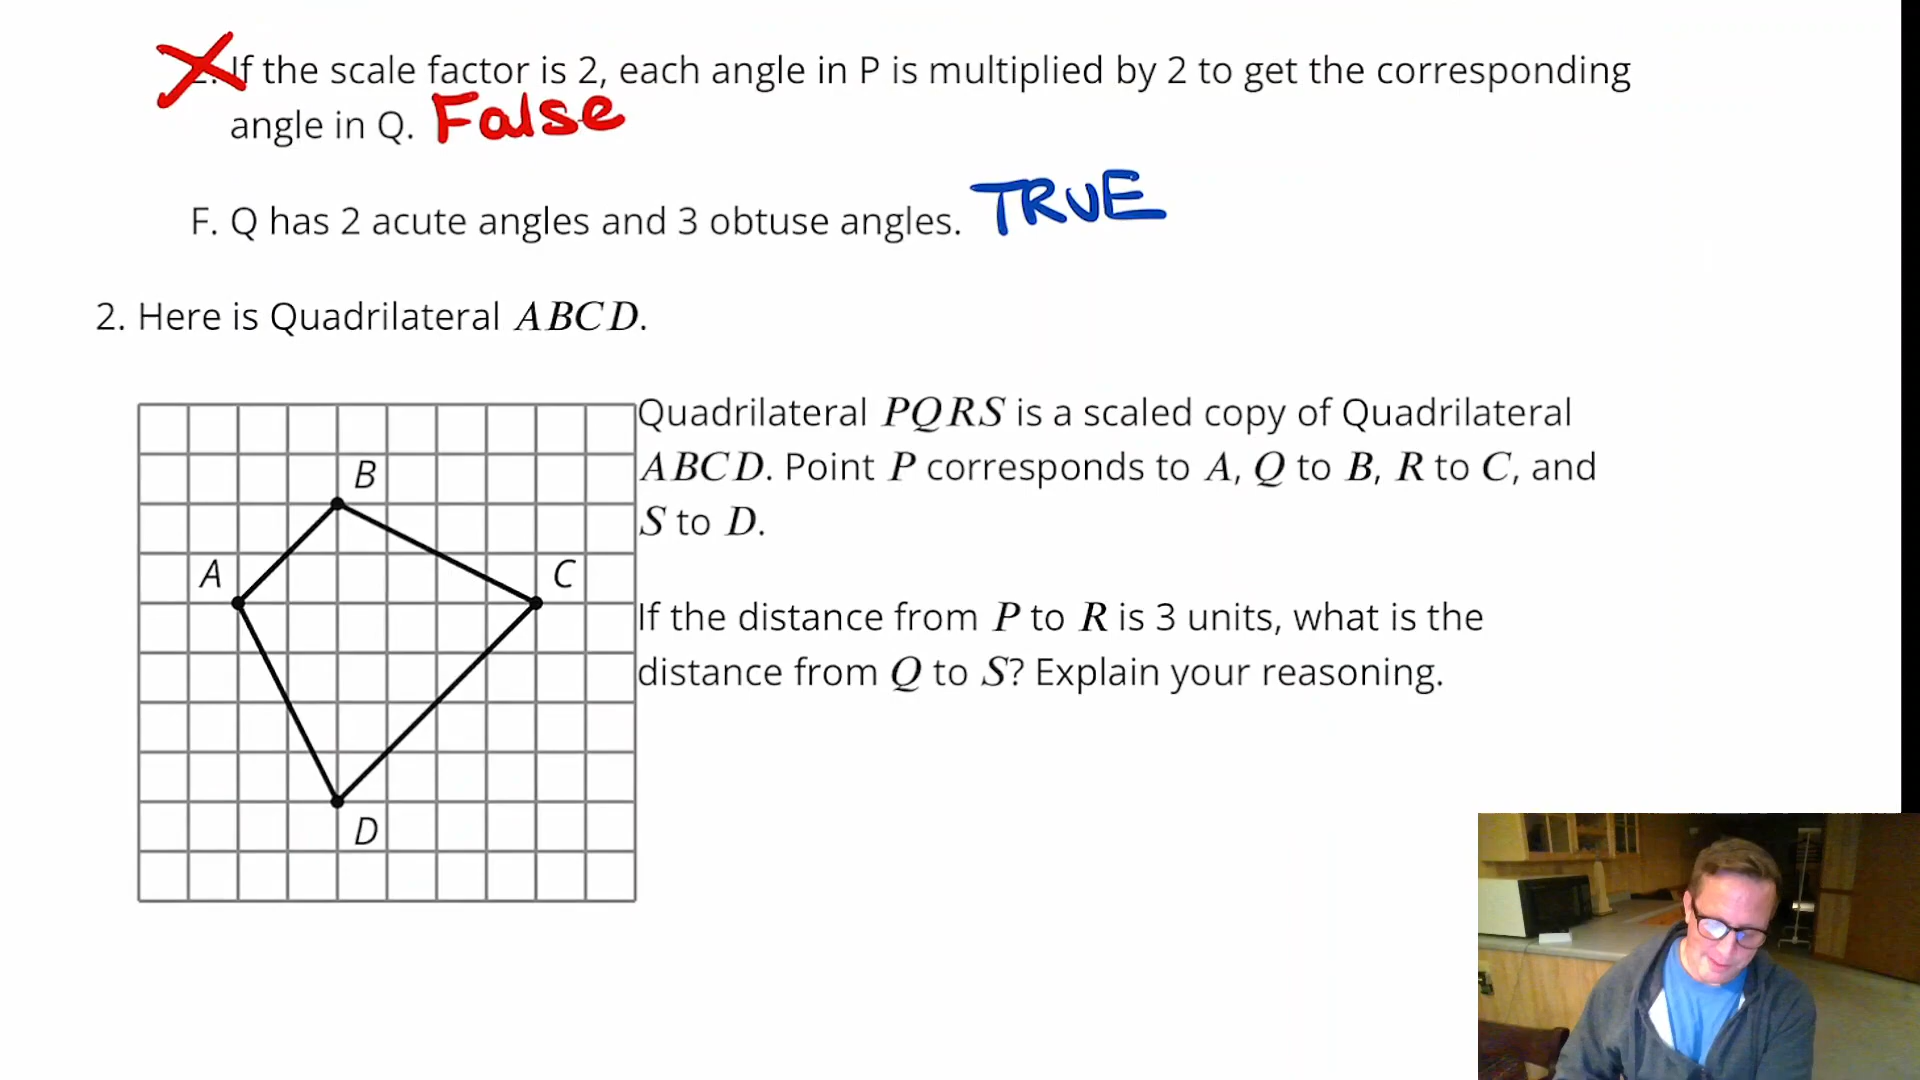 If the scale factor is 2, each angle in P is multiplied by 2 to get the corresponding
angle in Q. False
F. Q has 2 acute angles and 3 obtuse angles. TRUE
2. Here is Quadrilateral ABCD.
Quadrilateral PQRS is a scaled copy of Quadrilateral
ABCD. Point P corresponds to A, Q to B, R to C, and
S to D.
If the distance from P to R is 3 units, what is the
distance from Q to S? Explain your reasoning.
B
A
C
D